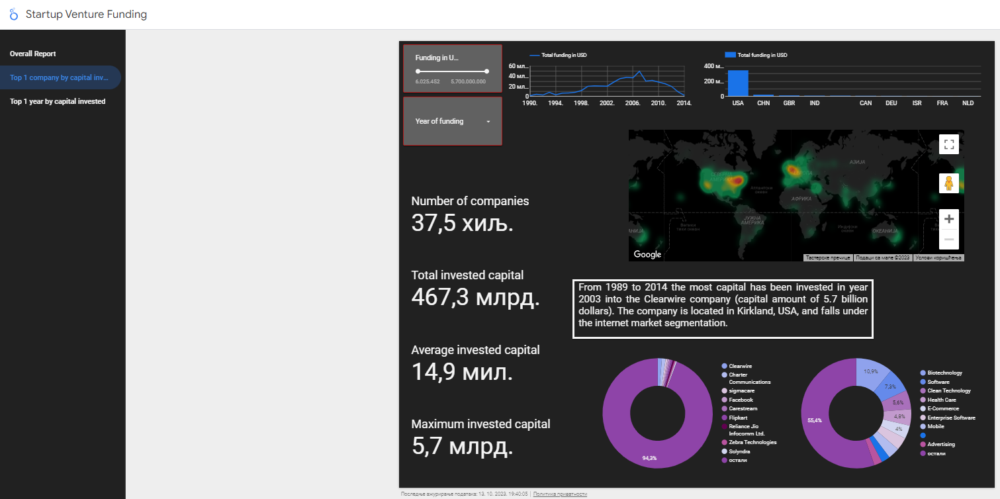 Startup Venture Funding
Overall Report
Top 1 company by capital inv...
Top 1 year by capital invested
Funding in U...
6.025.452 5.700.000.000
Year of funding
Total funding in USD
60 мл...
40 мл...
20 мл...
0
1990. 1994. 1998. 2002. 2006. 2010. 2014.
Total funding in USD
400 м...
200 м...
0
USA CHN GBR IND CAN DEU ISR FRA NLD
Number of companies
37,5 хиљ.
Total invested capital
467,3 млрд.
Average invested capital
14,9 мил.
Maximum invested capital
5,7 млрд.
СЕВЕРНА
АМЕРИКА
ЕВРОПА
АЗИЈА
Атлантски
океан
АФРИКА
ЈУЖНА
АМЕРИКА
Велики
Тихи океан
Индијски
океан
ОКЕАНИЈА
АНИЈА
Google
Тастерске пречице
Подаци са мапе ©2023
Услови коришћења
From 1989 to 2014 the most capital has been invested in year
2003 into the Clearwire company (capital amount of 5.7 billion
dollars). The company is located in Kirkland, USA, and falls under
the internet market segmentation.
94,3%
Clearwire
Charter
Communications
sigmacare
Facebook
Carestream
Flipkart
Reliance Jio
Infocomm Ltd.
Zebra Technologies
Solyndra
остали
10,9%
7,3%
5,6%
4,8%
4%
55,4%
Biotechnology
Software
Clean Technology
Health Care
E-Commerce
Enterprise Software
Mobile
Advertising
остали
Последње ажурирање података: 13. 10. 2023. 19:40:05
Политика приватности